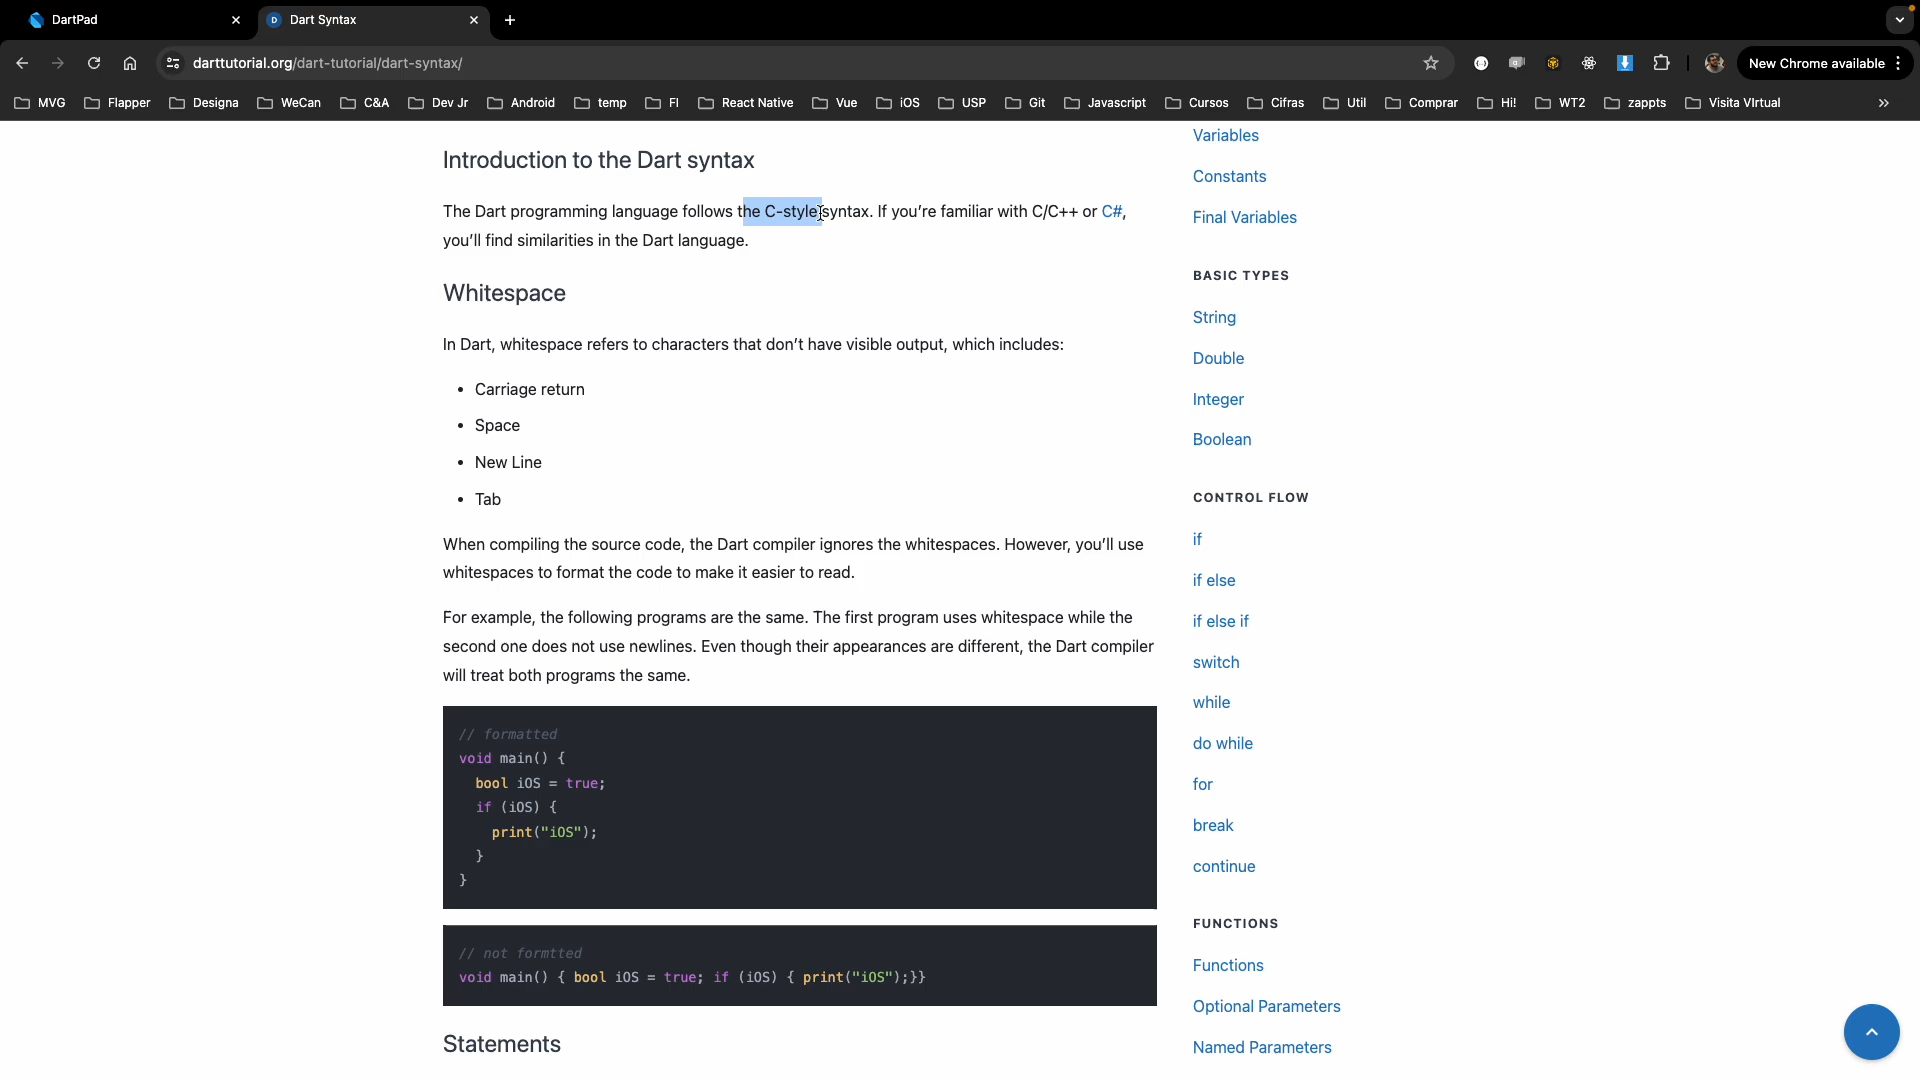 DartPad
Dart Syntax
darttutorial.org/dart-tutorial/dart-syntax/
New Chrome available
MVG Flapper Designa WeCan C&A Dev Jr Android temp FI React Native Vue iOS USP Git Javascript Cursos Cifras Util Comprar Hi! WT2 zappts Visita VIrtual »
Introduction to the Dart syntax
The Dart programming language follows the C-style syntax. If you’re familiar with C/C++ or C#,
you’ll find similarities in the Dart language.
Whitespace
In Dart, whitespace refers to characters that don’t have visible output, which includes:
• Carriage return
• Space
• New Line
• Tab
When compiling the source code, the Dart compiler ignores the whitespaces. However, you’ll use
whitespaces to format the code to make it easier to read.
For example, the following programs are the same. The first program uses whitespace while the
second one does not use newlines. Even though their appearances are different, the Dart compiler
will treat both programs the same.
// formatted
void main() {
  bool iOS = true;
  if (iOS) {
    print("iOS");
  }
}
// not formtted
void main() { bool iOS = true; if (iOS) { print("iOS");}}
Statements
Variables
Constants
Final Variables
BASIC TYPES
String
Double
Integer
Boolean
CONTROL FLOW
if
if else
if else if
switch
while
do while
for
break
continue
FUNCTIONS
Functions
Optional Parameters
Named Parameters